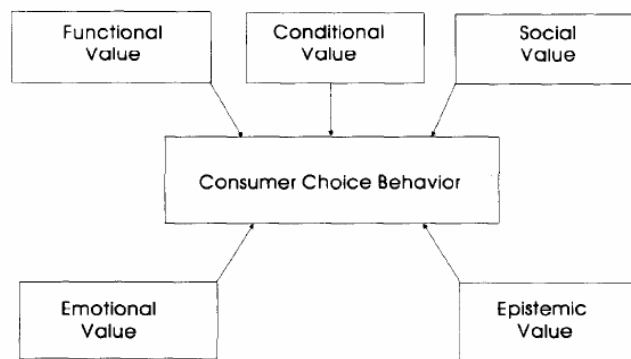 Functional
Value
Conditional
Value
Social
Value
Consumer Choice Behavior
Emotional
Value
Epistemic
Value